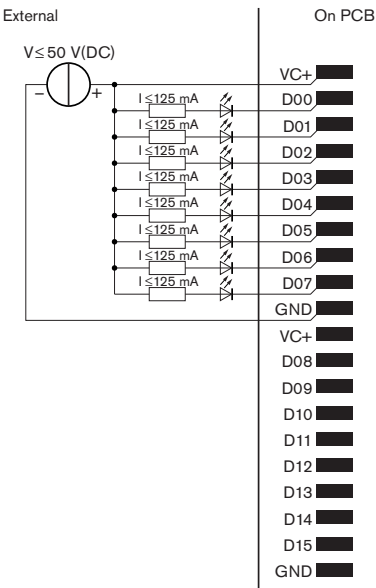 External
On PCB
V≤50 V(DC)
− +
VC+
I ≤125 mA
D00
I ≤125 mA
D01
I ≤125 mA
D02
I ≤125 mA
D03
I ≤125 mA
D04
I ≤125 mA
D05
I ≤125 mA
D06
I ≤125 mA
D07
GND
VC+
D08
D09
D10
D11
D12
D13
D14
D15
GND